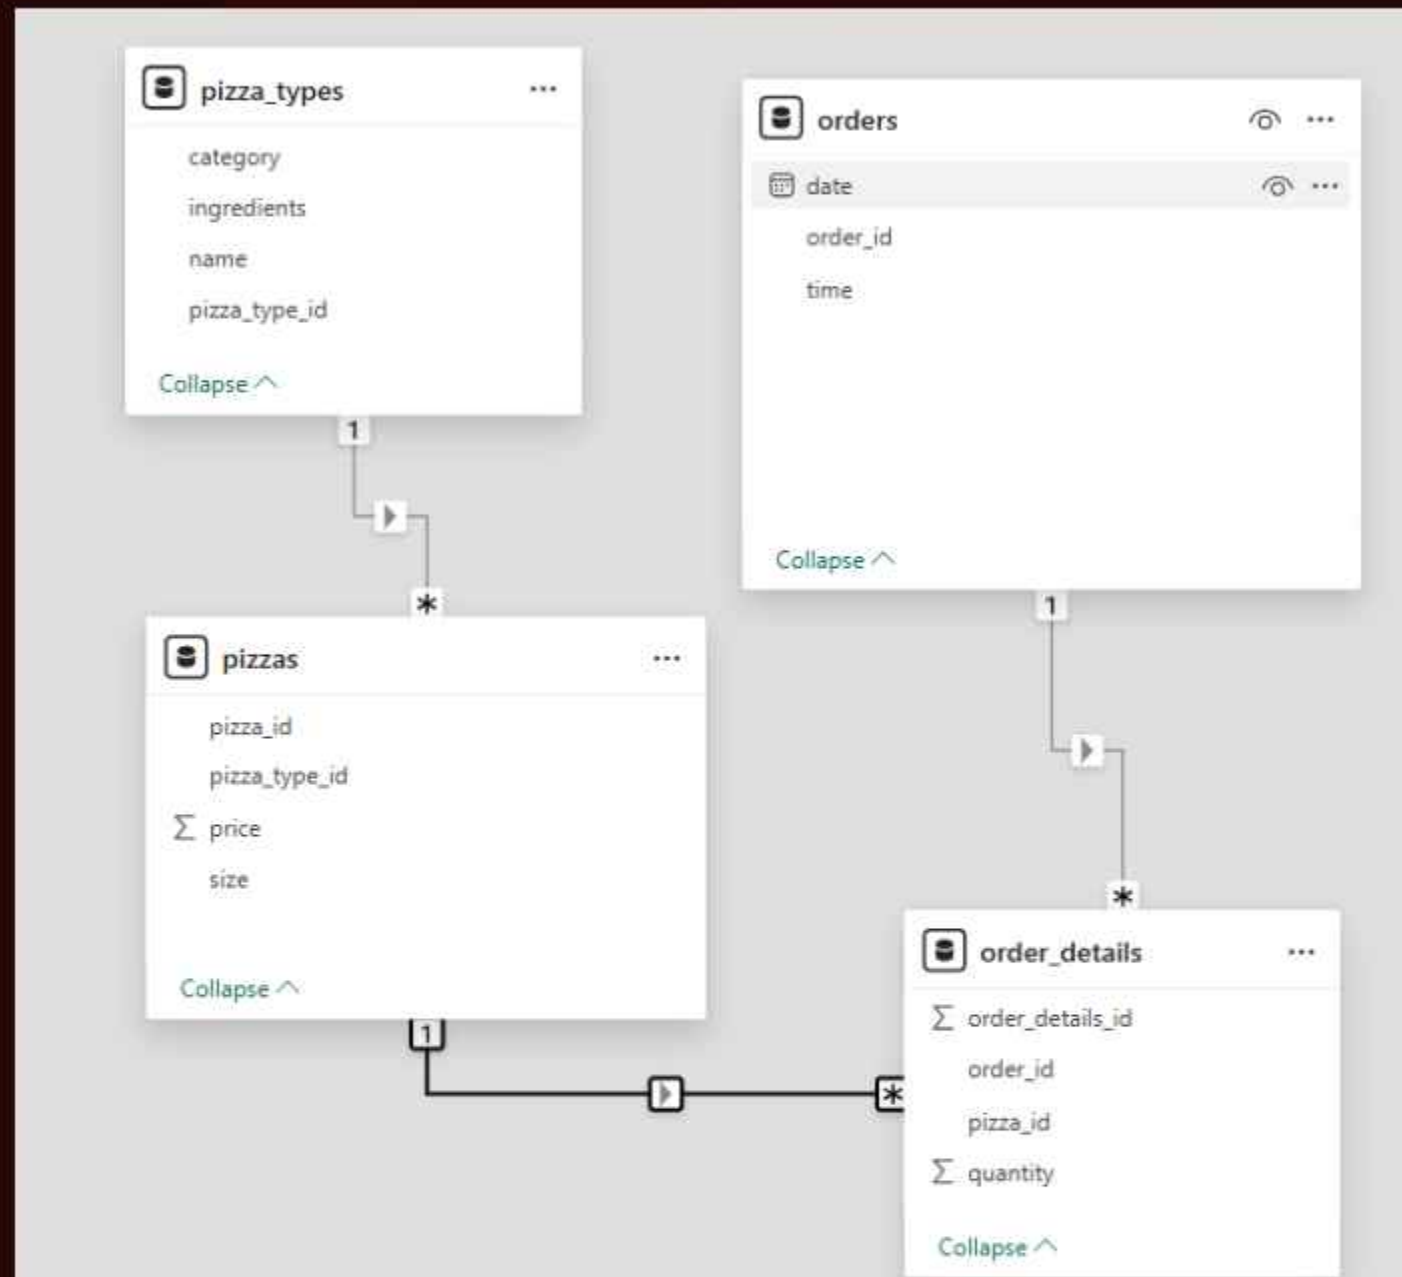 pizza_types
category
ingredients
name
pizza_type_id
Collapse
1
*
orders
date
order_id
time
Collapse
1
*
pizzas
pizza_id
pizza_type_id
Σ price
size
Collapse
1
*
order_details
Σ order_details_id
order_id
pizza_id
Σ quantity
Collapse